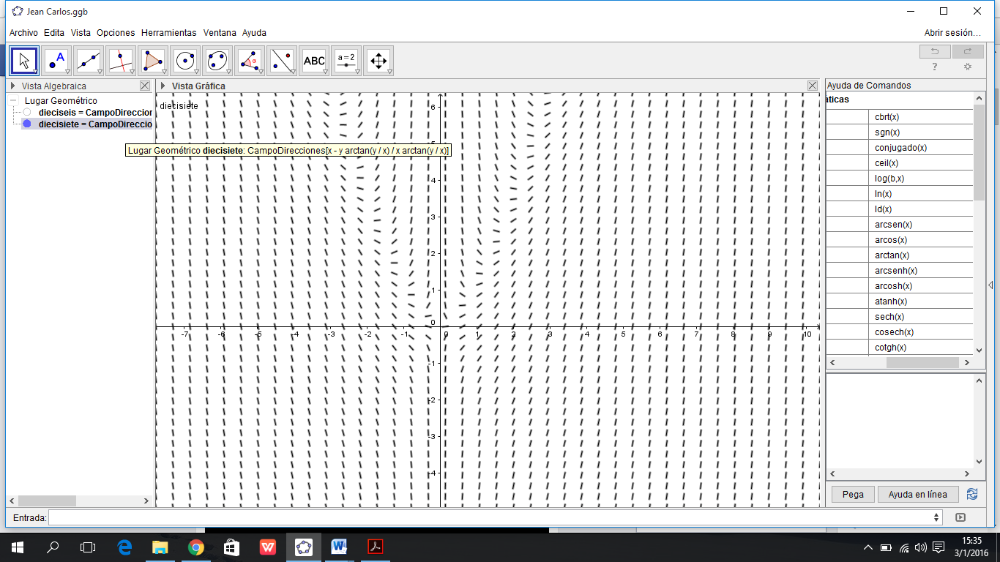 Jean Carlos.ggb
Archivo Edita Vista Opciones Herramientas Ventana Ayuda
Abrir sesión...
A
α
ABC
a=2
?
Vista Algebraica
Vista Gráfica
Ayuda de Comandos
Lugar Geométrico
dieciseis = CampoDireccion
diecisiete = CampoDireccio
diecisiete
Lugar Geométrico diecisiete: CampoDirecciones[x - y arctan(y / x) / x arctan(y / x)]
6
5
4
3
2
1
0
-1
-2
-3
-4
-7 -6 -5 -4 -3 -2 -1 0 1 2 3 4 5 6 7 8 9 10
áticas
cbrt(x)
sgn(x)
conjugado(x)
ceil(x)
log(b,x)
ln(x)
ld(x)
arcsen(x)
arcos(x)
arctan(x)
arcsenh(x)
arcosh(x)
atanh(x)
sech(x)
cosech(x)
cotgh(x)
Pega
Ayuda en línea
Entrada:
15:35
3/1/2016